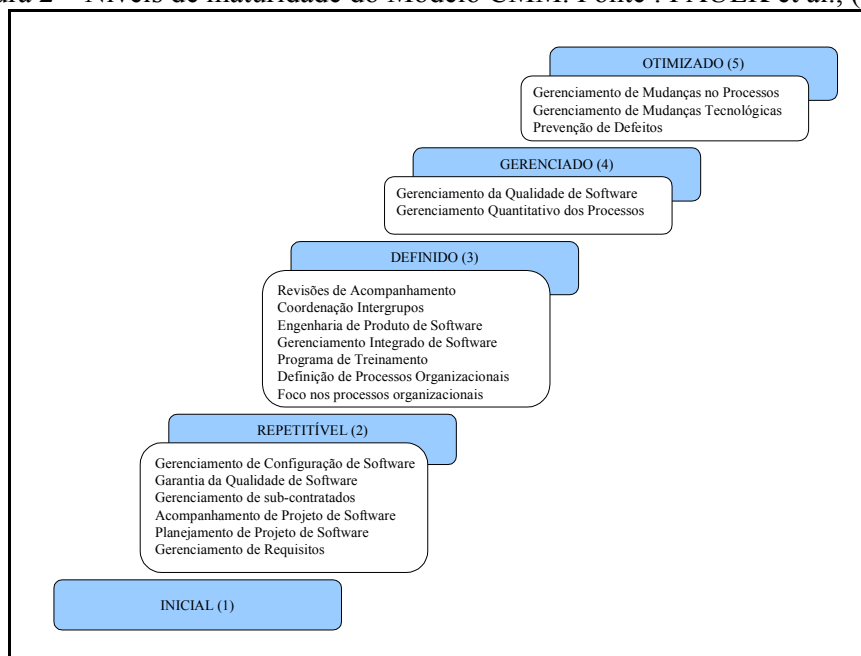 Níveis de maturidade do Modelo CMM. Fonte : PAULK et al., (
OTIMIZADO (5)
Gerenciamento de Mudanças no Processos
Gerenciamento de Mudanças Tecnológicas
Prevenção de Defeitos
GERENCIADO (4)
Gerenciamento da Qualidade de Software
Gerenciamento Quantitativo dos Processos
DEFINIDO (3)
Revisões de Acompanhamento
Coordenação Intergrupos
Engenharia de Produto de Software
Gerenciamento Integrado de Software
Programa de Treinamento
Definição de Processos Organizacionais
Foco nos processos organizacionais
REPETITÍVEL (2)
Gerenciamento de Configuração de Software
Garantia da Qualidade de Software
Gerenciamento de sub-contratados
Acompanhamento de Projeto de Software
Planejamento de Projeto de Software
Gerenciamento de Requisitos
INICIAL (1)